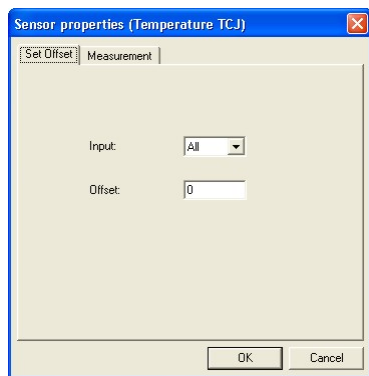 Sensor properties (Temperature TCJ)
Set Offset Measurement
Input: All
Offset: 0
OK Cancel